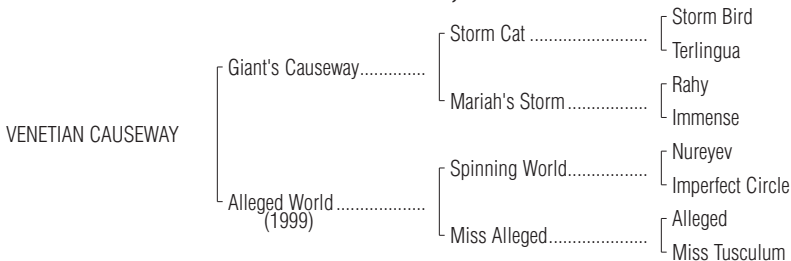 Storm Bird
Storm Cat ........................
Terlingua
Giant's Causeway..............
Rahy
Mariah's Storm.................
Immense
VENETIAN CAUSEWAY
Nureyev
Spinning World.................
Imperfect Circle
Alleged World...................
(1999)
Alleged
Miss Alleged.....................
Miss Tusculum